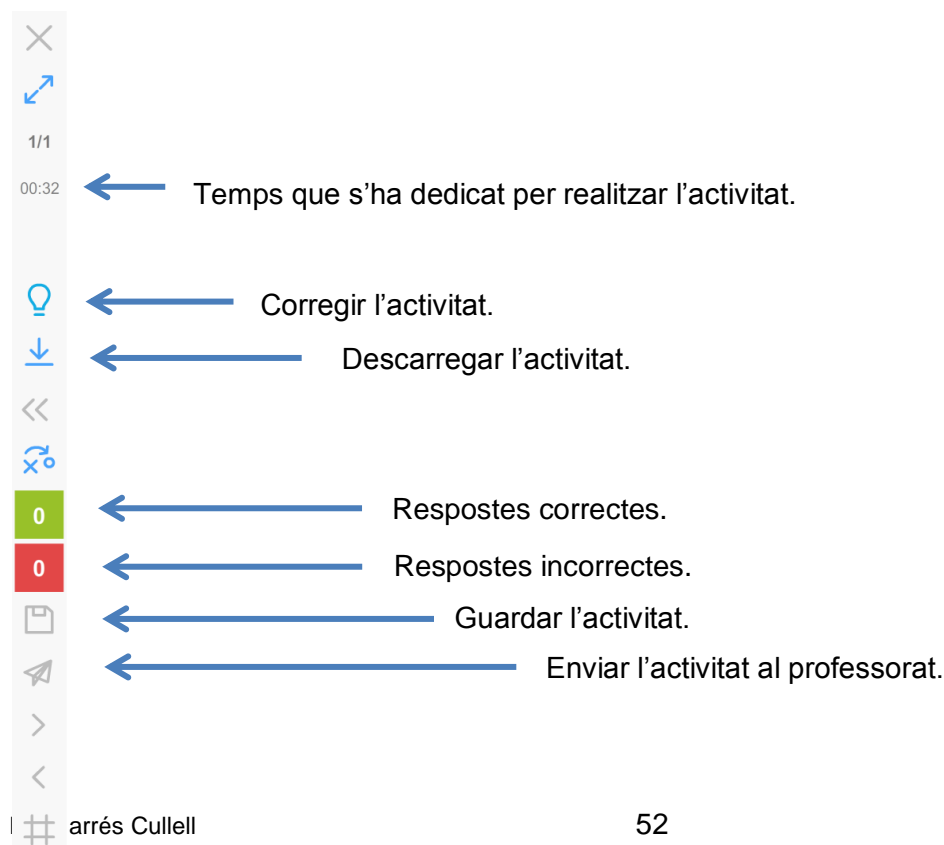 1/1
00:32
Temps que s’ha dedicat per realitzar l’activitat.
Corregir l’activitat.
Descarregar l’activitat.
0
Respostes correctes.
0
Respostes incorrectes.
Guardar l’activitat.
Enviar l’activitat al professorat.
arrés Cullell
52